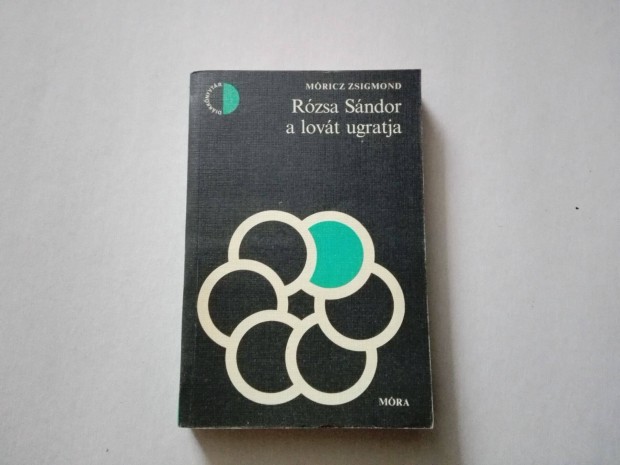 DIÁKKÖNYVTÁR
MÓRICZ ZSIGMOND
Rózsa Sándor
a lovát ugratja
MÓRA